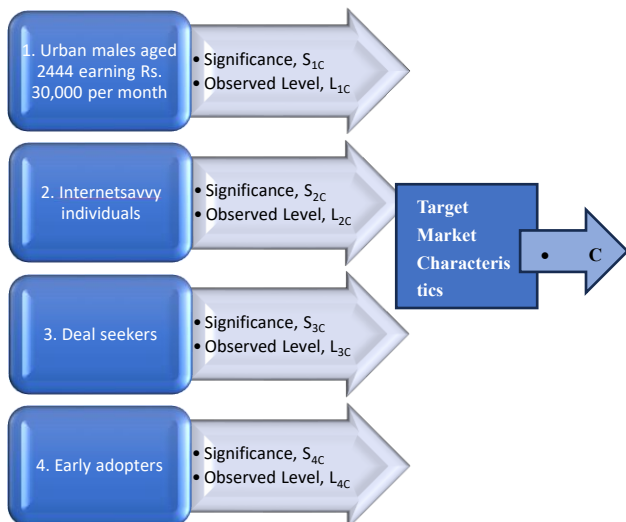 1. Urban males aged
2444 earning Rs.
30,000 per month
• Significance, S1C
• Observed Level, L1C
2. Internetsavvy
individuals
• Significance, S2C
• Observed Level, L2C
Target
Market
Characteris
tics
• C
3. Deal seekers
• Significance, S3C
• Observed Level, L3C
4. Early adopters
• Significance, S4C
• Observed Level, L4C